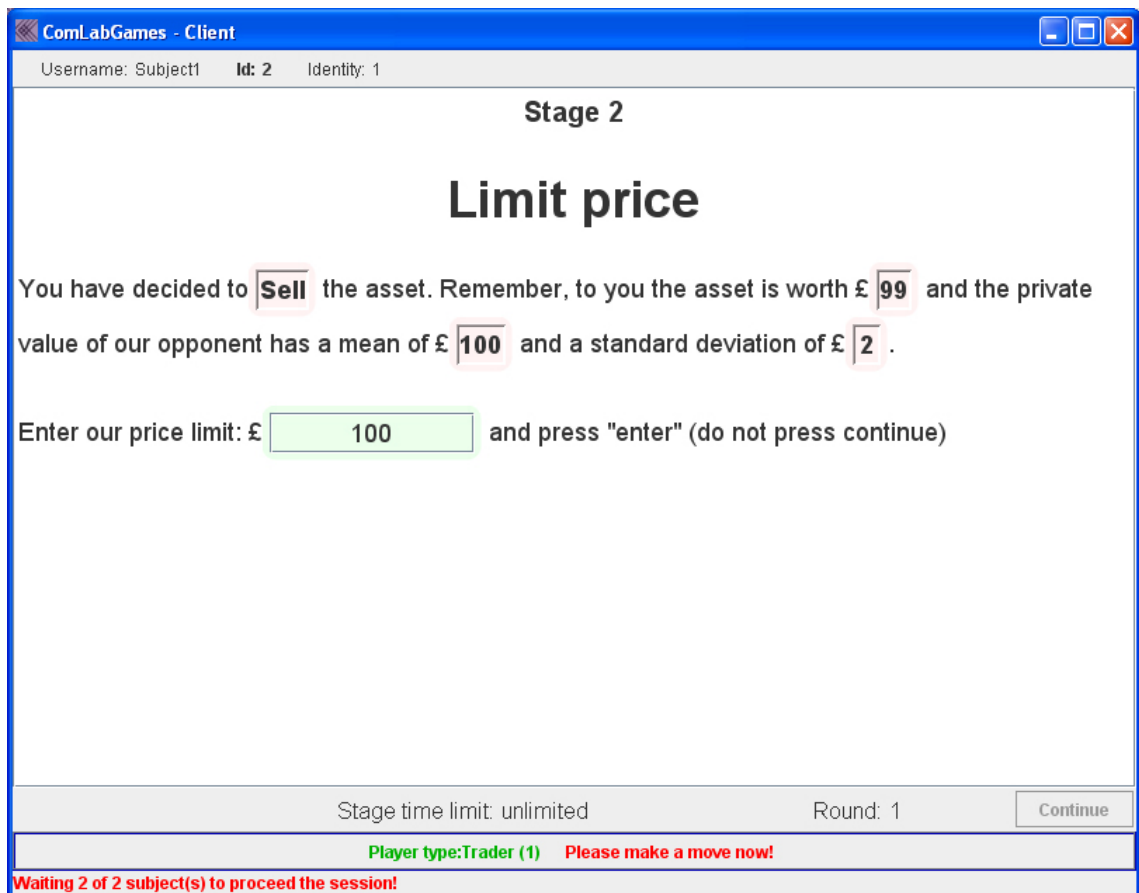 ComLabGames - Client
Username: Subject1 Id: 2 Identity: 1
Stage 2
Limit price
You have decided to Sell the asset. Remember, to you the asset is worth £ 99 and the private
value of our opponent has a mean of £ 100 and a standard deviation of £ 2 .
Enter our price limit: £ 100 and press "enter" (do not press continue)
Stage time limit: unlimited Round: 1 Continue
Player type:Trader (1) Please make a move now!
Waiting 2 of 2 subject(s) to proceed the session!